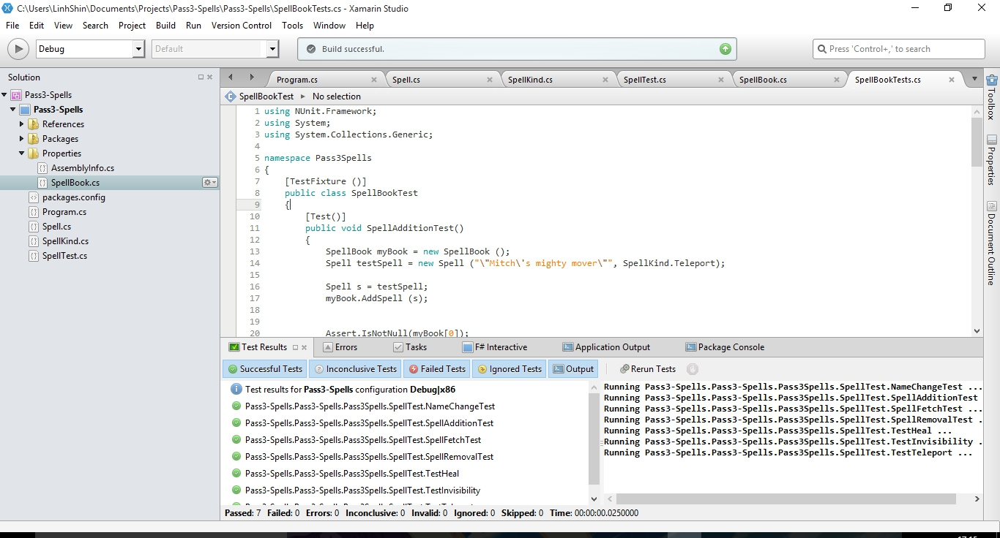 C:\Users\LinhShin\Documents\Projects\Pass3-Spells\Pass3-Spells\SpellBookTests.cs - Xamarin Studio
File Edit View Search Project Build Run Version Control Tools Window Help
Debug Default Build successful. Press 'Control+,' to search
Solution
Pass3-Spells
Pass3-Spells
References
Packages
Properties
AssemblyInfo.cs
SpellBook.cs
packages.config
Program.cs
Spell.cs
SpellKind.cs
SpellTest.cs
Program.cs Spell.cs SpellKind.cs SpellTest.cs SpellBook.cs SpellBookTests.cs
SpellBookTest No selection
1 using NUnit.Framework;
2 using System;
3 using System.Collections.Generic;
4
5 namespace Pass3Spells
6 {
7 [TestFixture ()]
8 public class SpellBookTest
9 {
10 [Test()]
11 public void SpellAdditionTest()
12 {
13 SpellBook myBook = new SpellBook ();
14 Spell testSpell = new Spell ("\"Mitch\'s mighty mover\"", SpellKind.Teleport);
15
16 Spell s = testSpell;
17 myBook.AddSpell (s);
18
19
20 Assert.IsNotNull(myBook[0]);
Toolbox
Properties
Document Outline
Test Results Errors Tasks F# Interactive Application Output Package Console
Successful Tests Inconclusive Tests Failed Tests Ignored Tests Output Rerun Tests
Test results for Pass3-Spells configuration Debug|x86
Pass3-Spells.Pass3-Spells.Pass3Spells.SpellTest.NameChangeTest
Pass3-Spells.Pass3-Spells.Pass3Spells.SpellTest.SpellAdditionTest
Pass3-Spells.Pass3-Spells.Pass3Spells.SpellTest.SpellFetchTest
Pass3-Spells.Pass3-Spells.Pass3Spells.SpellTest.SpellRemovalTest
Pass3-Spells.Pass3-Spells.Pass3Spells.SpellTest.TestHeal
Pass3-Spells.Pass3-Spells.Pass3Spells.SpellTest.TestInvisibility
Running Pass3-Spells.Pass3-Spells.Pass3Spells.SpellTest.NameChangeTest ...
Running Pass3-Spells.Pass3-Spells.Pass3Spells.SpellTest.SpellAdditionTest
Running Pass3-Spells.Pass3-Spells.Pass3Spells.SpellTest.SpellFetchTest ...
Running Pass3-Spells.Pass3-Spells.Pass3Spells.SpellTest.SpellRemovalTest .
Running Pass3-Spells.Pass3-Spells.Pass3Spells.SpellTest.TestHeal ...
Running Pass3-Spells.Pass3-Spells.Pass3Spells.SpellTest.TestInvisibility .
Running Pass3-Spells.Pass3-Spells.Pass3Spells.SpellTest.TestTeleport ...
Passed: 7 Failed: 0 Errors: 0 Inconclusive: 0 Invalid: 0 Ignored: 0 Skipped: 0 Time: 00:00:00.0250000